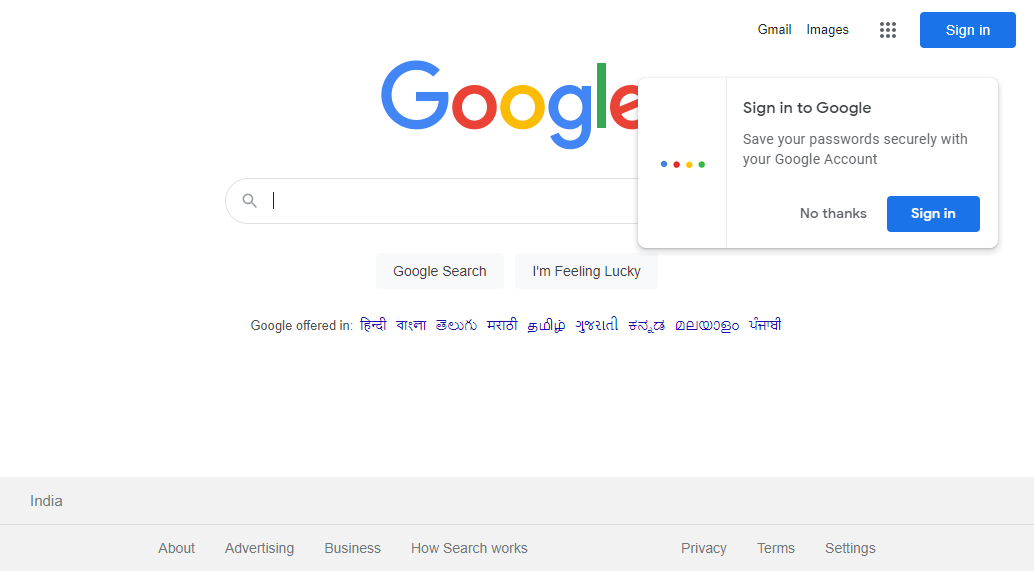 Gmail Images
Sign in
Google
Sign in to Google
Save your passwords securely with
your Google Account
No thanks
Sign in
Google Search
I'm Feeling Lucky
Google offered in: हिन्दी বাংলা తెలుగు मराठी தமிழ் ગુજરાતી ಕನ್ನಡ മലയാളം ਪੰਜਾਬੀ
India
About Advertising Business How Search works
Privacy Terms Settings